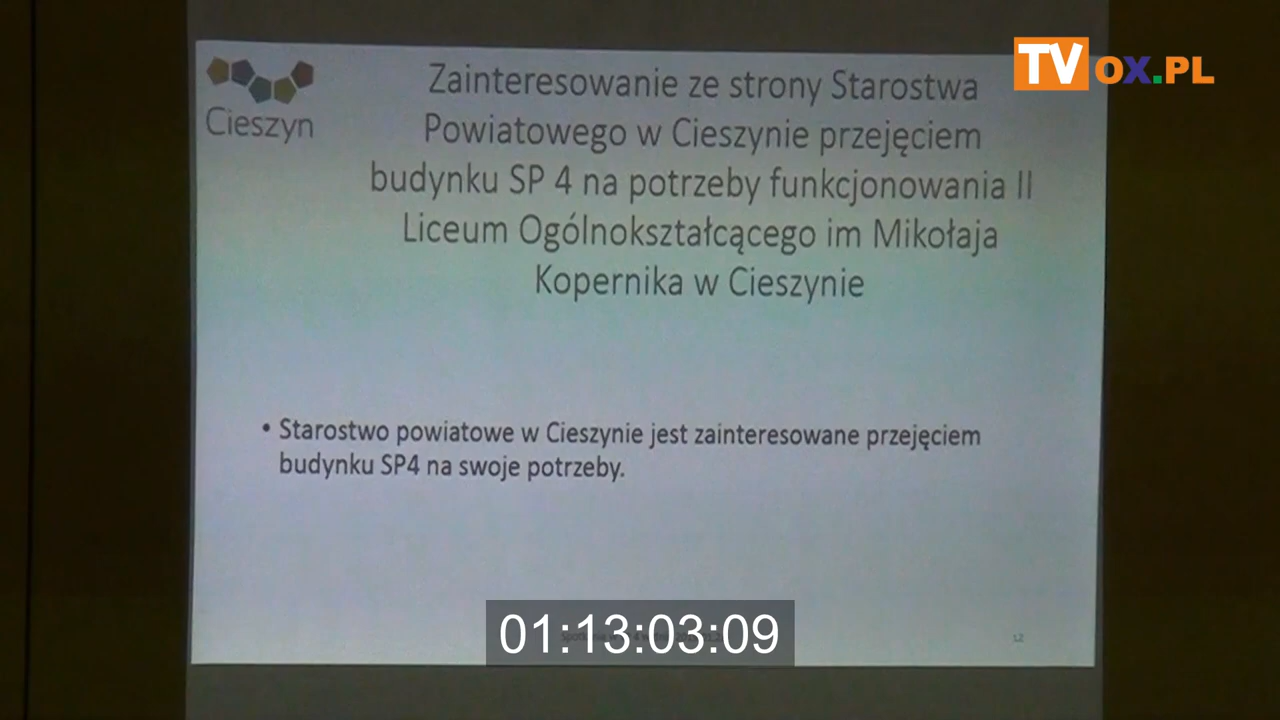 TVOX.PL
Cieszyn
Zainteresowanie ze strony Starostwa
Powiatowego w Cieszynie przejęciem
budynku SP 4 na potrzeby funkcjonowania II
Liceum Ogólnokształcącego im Mikołaja
Kopernika w Cieszynie
• Starostwo powiatowe w Cieszynie jest zainteresowane przejęciem
budynku SP4 na swoje potrzeby.
01:13:03:09
12